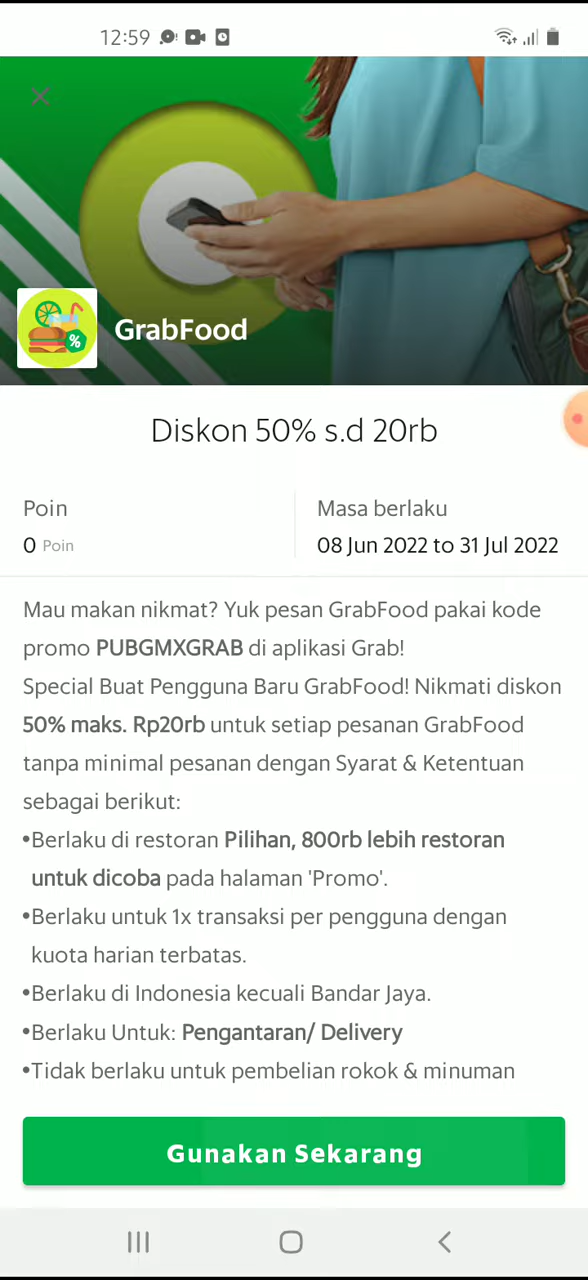 12:59
GrabFood
Diskon 50% s.d 20rb
Poin
Masa berlaku
0 Poin
08 Jun 2022 to 31 Jul 2022
Mau makan nikmat? Yuk pesan GrabFood pakai kode
promo PUBGMXGRAB di aplikasi Grab!
Special Buat Pengguna Baru GrabFood! Nikmati diskon
50% maks. Rp20rb untuk setiap pesanan GrabFood
tanpa minimal pesanan dengan Syarat & Ketentuan
sebagai berikut:
•Berlaku di restoran Pilihan, 800rb lebih restoran
untuk dicoba pada halaman 'Promo'.
•Berlaku untuk 1x transaksi per pengguna dengan
kuota harian terbatas.
•Berlaku di Indonesia kecuali Bandar Jaya.
•Berlaku Untuk: Pengantaran/ Delivery
•Tidak berlaku untuk pembelian rokok & minuman
Gunakan Sekarang